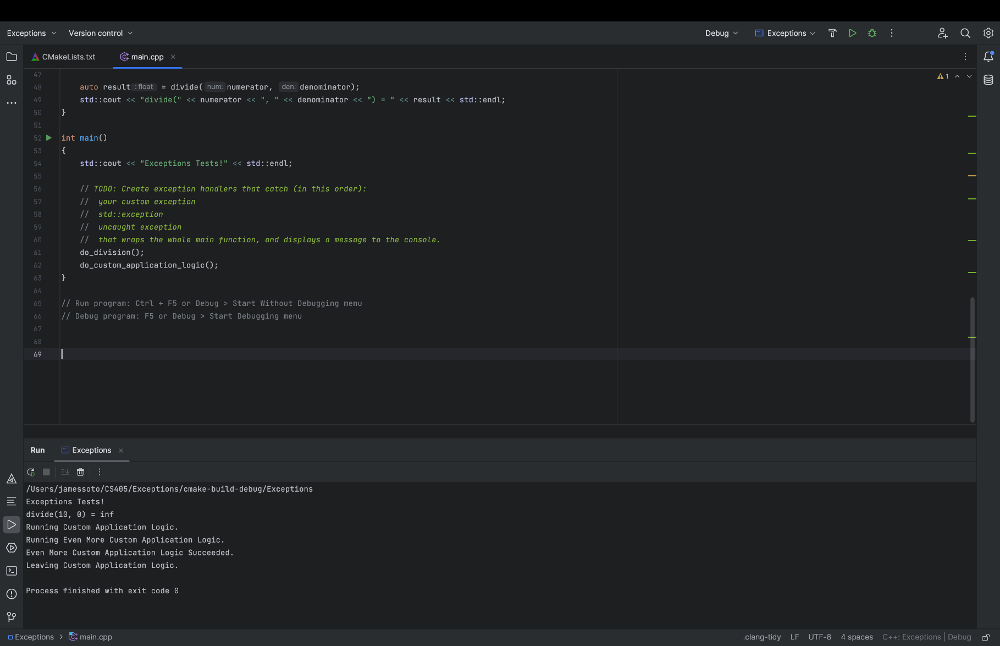 Exceptions Version control Debug Exceptions
CMakeLists.txt main.cpp
47
48 auto result : float = divide( num: numerator, den: denominator); 1
49 std::cout << "divide(" << numerator << ", " << denominator << ") = " << result << std::endl;
50 }
51
52 int main()
53 {
54 std::cout << "Exceptions Tests!" << std::endl;
55
56 // TODO: Create exception handlers that catch (in this order):
57 //  your custom exception
58 //  std::exception
59 //  uncaught exception
60 //  that wraps the whole main function, and displays a message to the console.
61 do_division();
62 do_custom_application_logic();
63 }
64
65 // Run program: Ctrl + F5 or Debug > Start Without Debugging menu
66 // Debug program: F5 or Debug > Start Debugging menu
67
68
69
Run Exceptions
/Users/jamessoto/CS405/Exceptions/cmake-build-debug/Exceptions
Exceptions Tests!
divide(10, 0) = inf
Running Custom Application Logic.
Running Even More Custom Application Logic.
Even More Custom Application Logic Succeeded.
Leaving Custom Application Logic.
Process finished with exit code 0
Exceptions > main.cpp .clang-tidy LF UTF-8 4 spaces C++: Exceptions | Debug